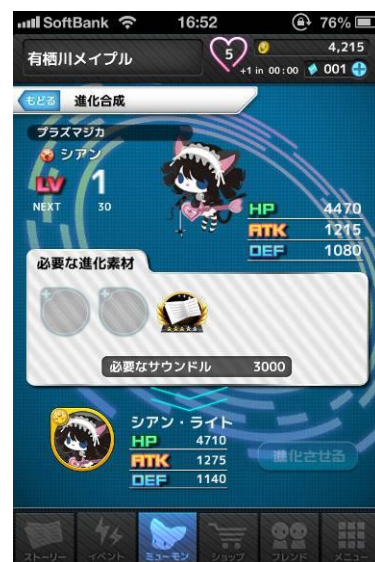 SoftBank 16:52 76%
有栖川メイプル 5 4,215
+1 in 00:00 001
もどる 進化合成
プラズマジカ
シアン
LV 1
NEXT 30
HP 4470
ATK 1215
DEF 1080
必要な進化素材
必要なサウンドル 3000
シアン・ライト
HP 4710
ATK 1275
DEF 1140
進化させる
ストーリー イベント ミューモン ショップ フレンド メニュー